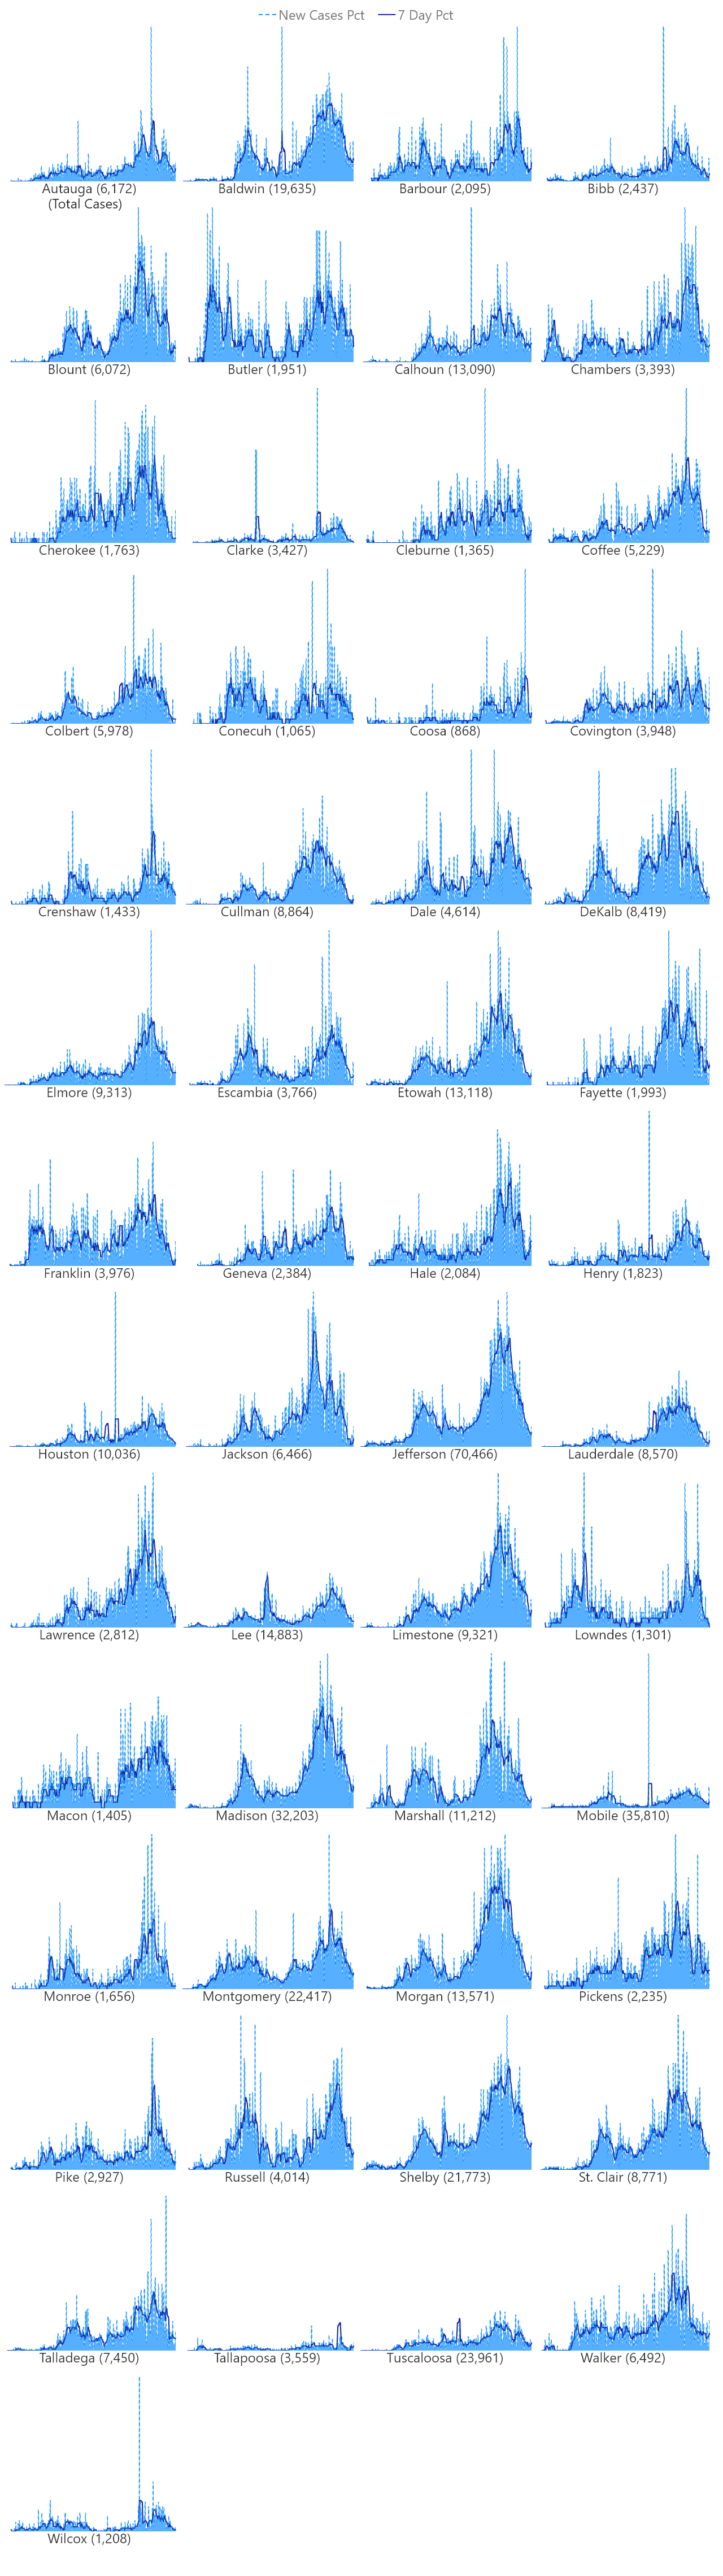 New Cases Pct 7 Day Pct
Autauga (6,172) Baldwin (19,635) Barbour (2,095) Bibb (2,437)
(Total Cases)
Blount (6,072) Butler (1,951) Calhoun (13,090) Chambers (3,393)
Cherokee (1,763) Clarke (3,427) Cleburne (1,365) Coffee (5,229)
Colbert (5,978) Conecuh (1,065) Coosa (868) Covington (3,948)
Crenshaw (1,433) Cullman (8,864) Dale (4,614) DeKalb (8,419)
Elmore (9,313) Escambia (3,766) Etowah (13,118) Fayette (1,993)
Franklin (3,976) Geneva (2,384) Hale (2,084) Henry (1,823)
Houston (10,036) Jackson (6,466) Jefferson (70,466) Lauderdale (8,570)
Lawrence (2,812) Lee (14,883) Limestone (9,321) Lowndes (1,301)
Macon (1,405) Madison (32,203) Marshall (11,212) Mobile (35,810)
Monroe (1,656) Montgomery (22,417) Morgan (13,571) Pickens (2,235)
Pike (2,927) Russell (4,014) Shelby (21,773) St. Clair (8,771)
Talladega (7,450) Tallapoosa (3,559) Tuscaloosa (23,961) Walker (6,492)
Wilcox (1,208)